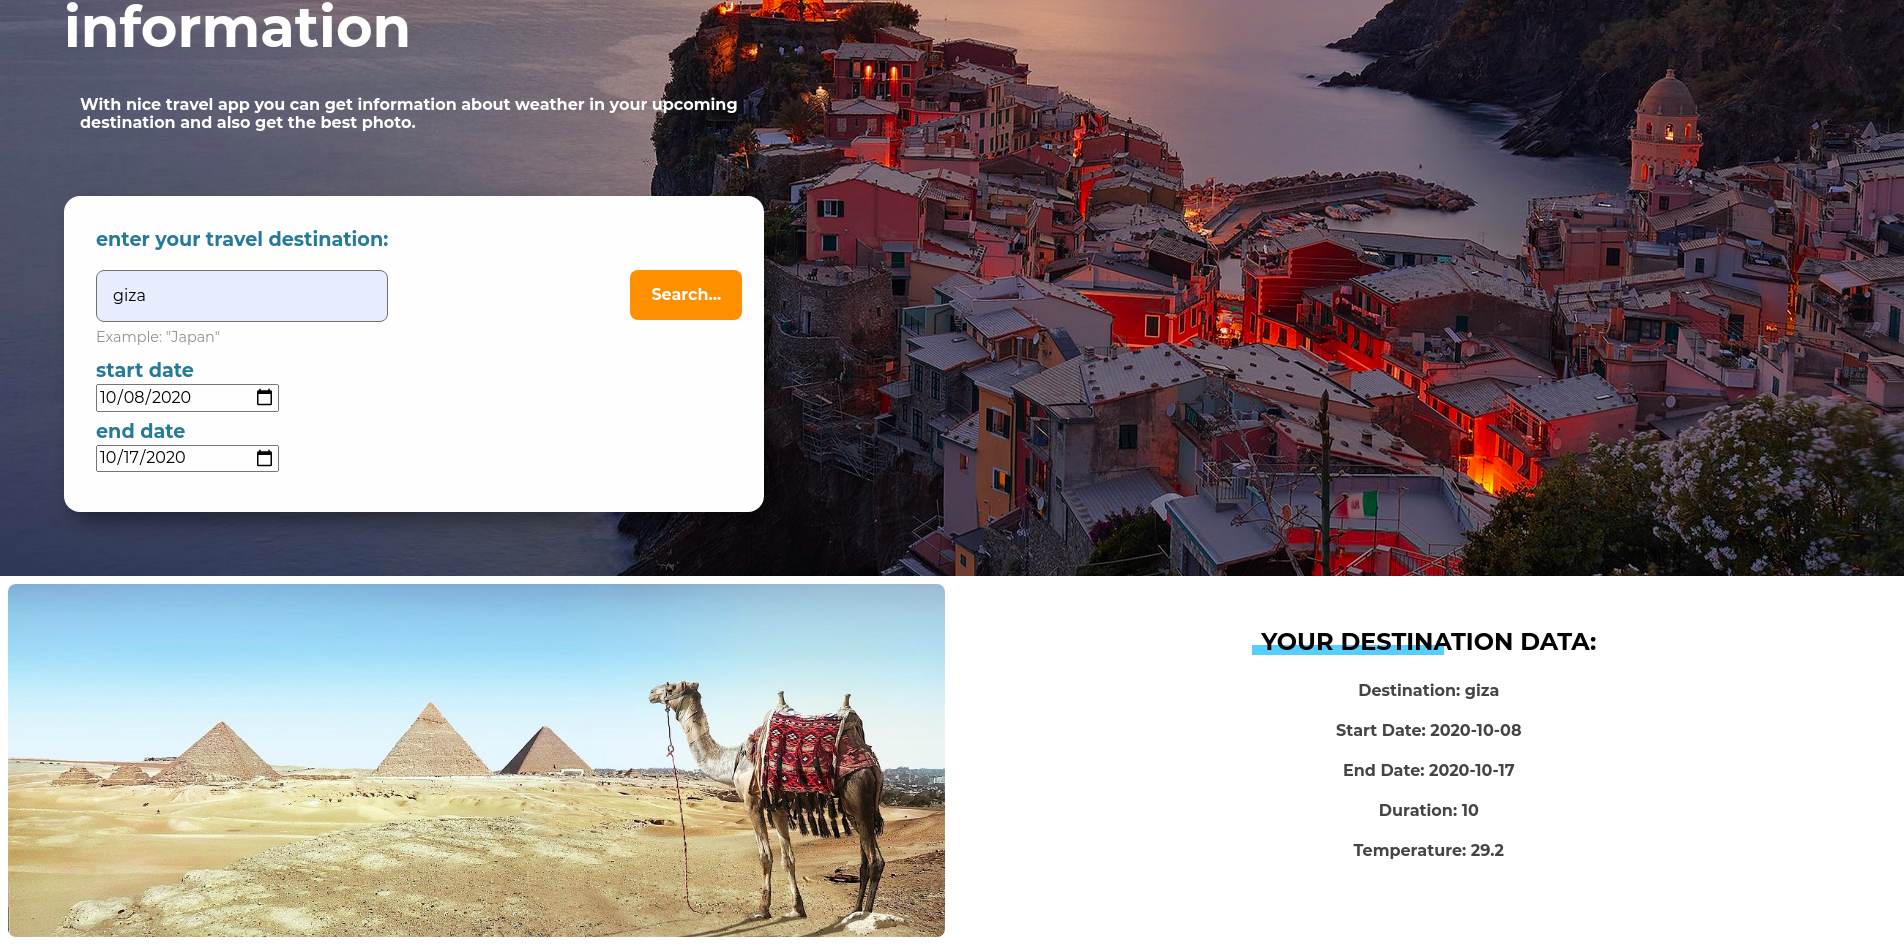 information
With nice travel app you can get information about weather in your upcoming
destination and also get the best photo.
enter your travel destination:
giza
Search...
Example: "Japan"
start date
10/08/2020
end date
10/17/2020
YOUR DESTINATION DATA:
Destination: giza
Start Date: 2020-10-08
End Date: 2020-10-17
Duration: 10
Temperature: 29.2